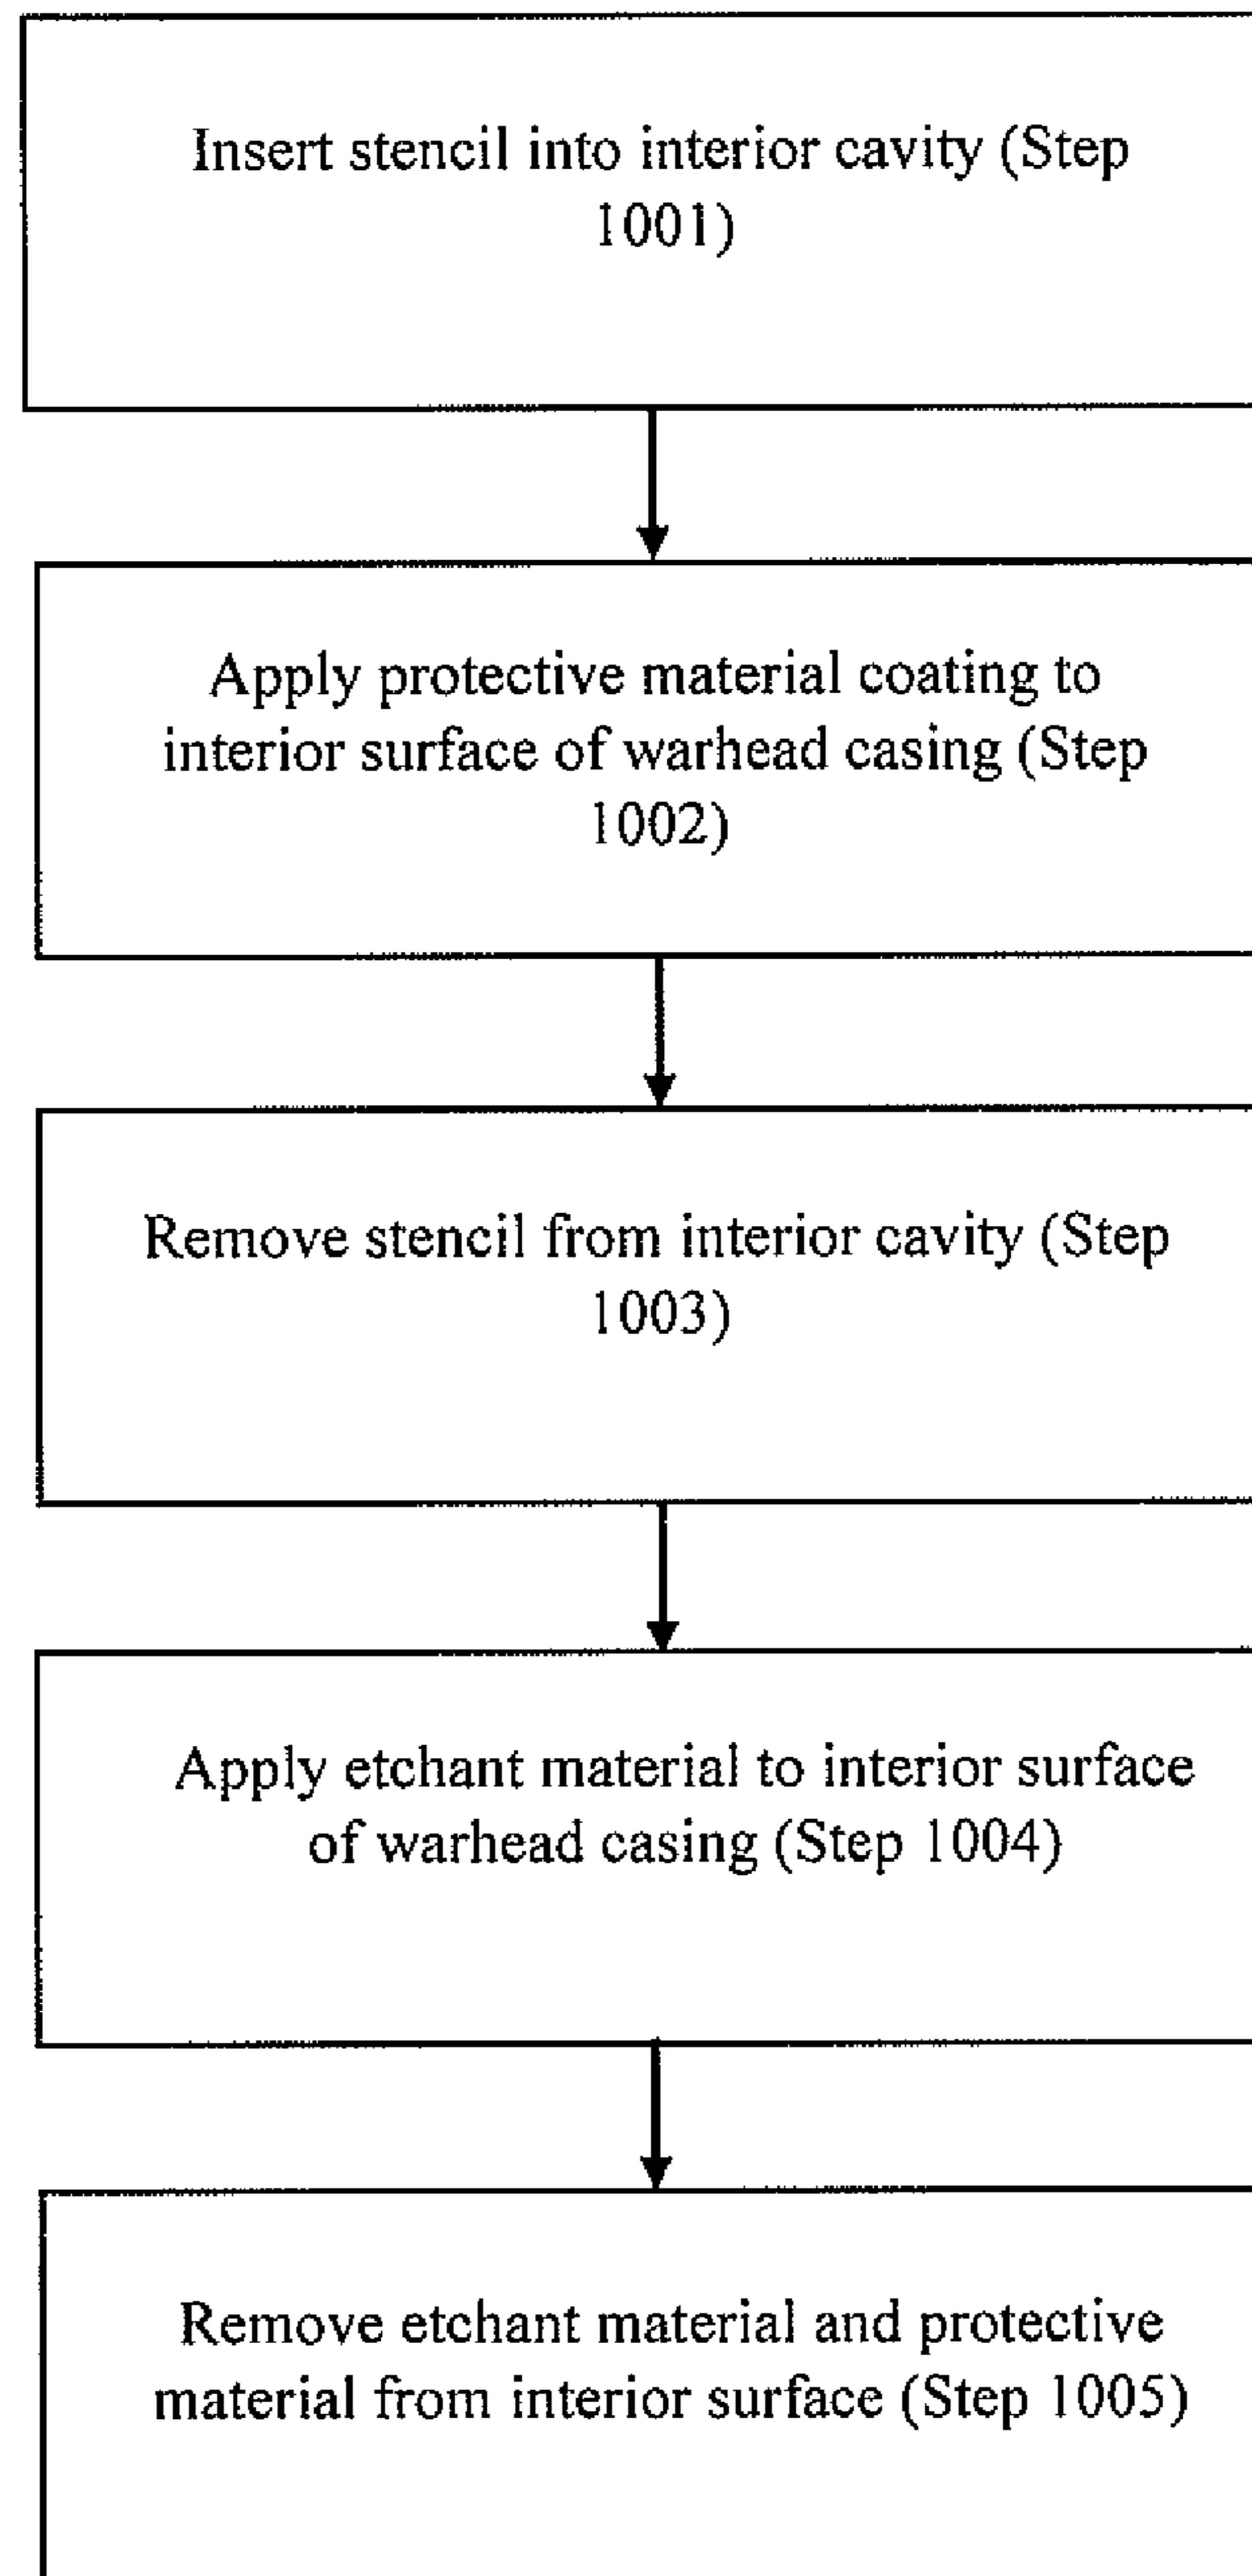 Insert stencil into interior cavity (Step
1001)
Apply protective material coating to
interior surface of warhead casing (Step
1002)
Remove stencil from interior cavity (Step
1003)
Apply etchant material to interior surface
of warhead casing (Step 1004)
Remove etchant material and protective
material from interior surface (Step 1005)